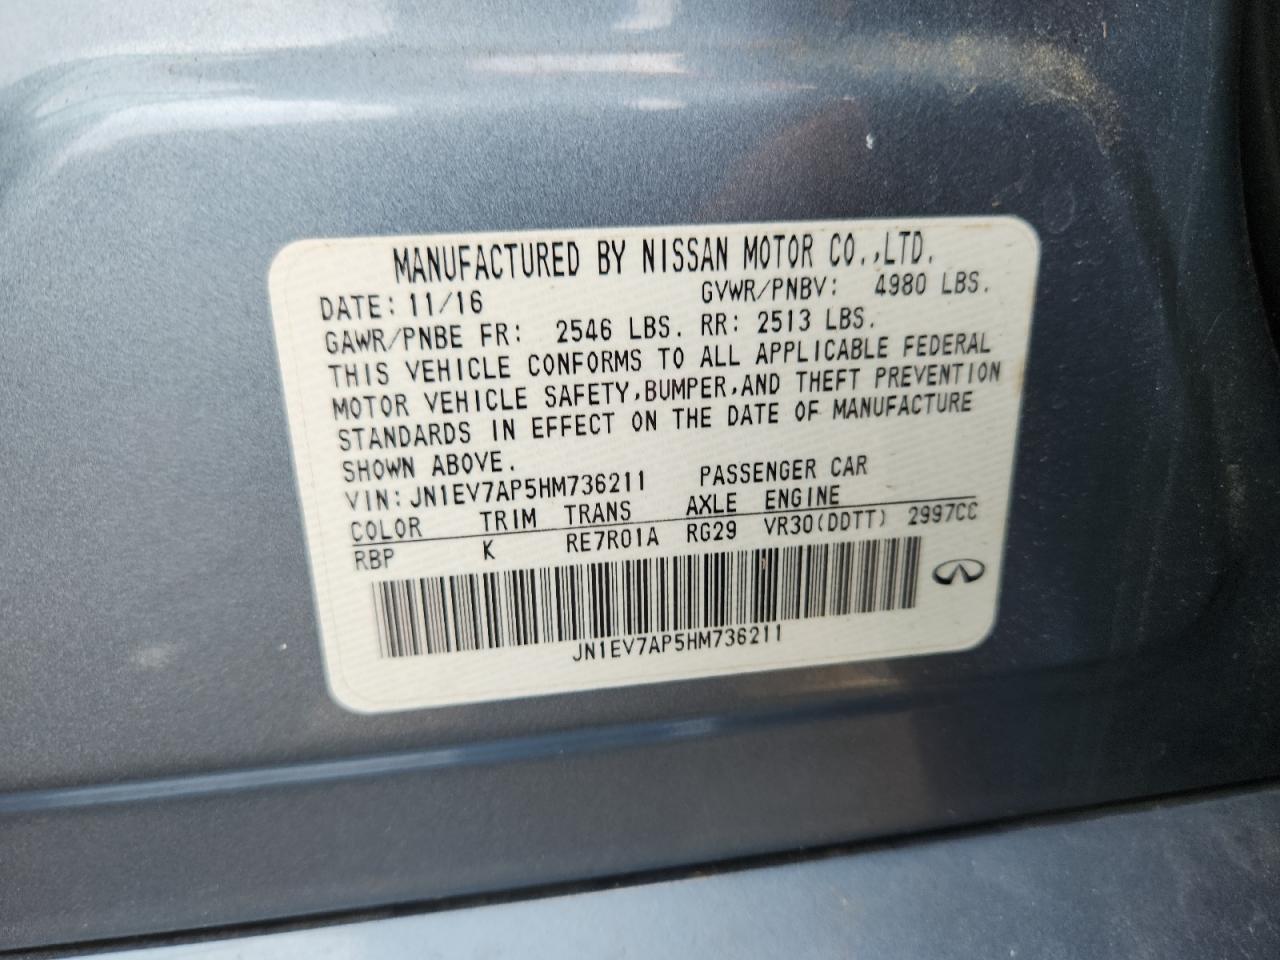 MANUFACTURED BY NISSAN MOTOR CO.,LTD.
DATE: 11/16 GVWR/PNBV: 4980 LBS.
GAWR/PNBE FR: 2546 LBS. RR: 2513 LBS.
THIS VEHICLE CONFORMS TO ALL APPLICABLE FEDERAL
MOTOR VEHICLE SAFETY,BUMPER,AND THEFT PREVENTION
STANDARDS IN EFFECT ON THE DATE OF MANUFACTURE
SHOWN ABOVE.
VIN: JN1EV7AP5HM736211 PASSENGER CAR
COLOR TRIM TRANS AXLE ENGINE
RBP K RE7R01A RG29 VR30(DDTT) 2997CC
JN1EV7AP5HM736211